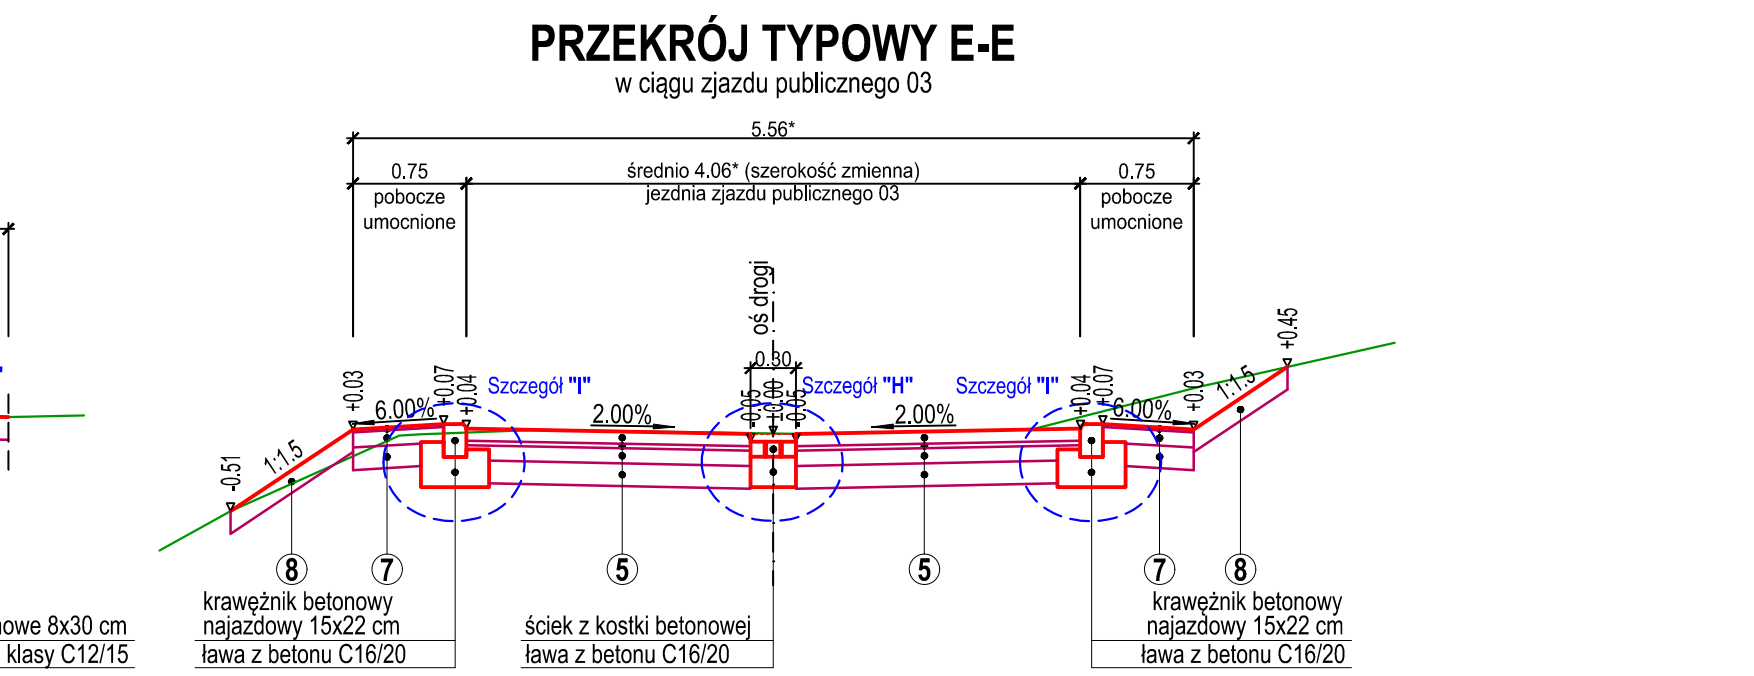 PRZEKRÓJ TYPOWY E-E
w ciągu zjazdu publicznego 03
5.56*
0.75
średnio 4.06* (szerokość zmienna)
0.75
pobocze
umocnione
jezdnia zjazdu publicznego 03
pobocze
umocnione
oś drogi
0.30
+0.03
6.00%
+0.07
+0.04
Szczegół "I"
2.00%
-0.05
±0.00
-0.05
Szczegół "H"
Szczegół "I"
2.00%
+0.04
+0.07
6.00%
+0.03
1:1.5
+0.45
-0.51
1:1.5
8
7
5
5
7
8
krawężnik betonowy
najazdowy 15x22 cm
ława z betonu C16/20
ściek z kostki betonowej
ława z betonu C16/20
krawężnik betonowy
najazdowy 15x22 cm
ława z betonu C16/20
8x30 cm
klasy C12/15